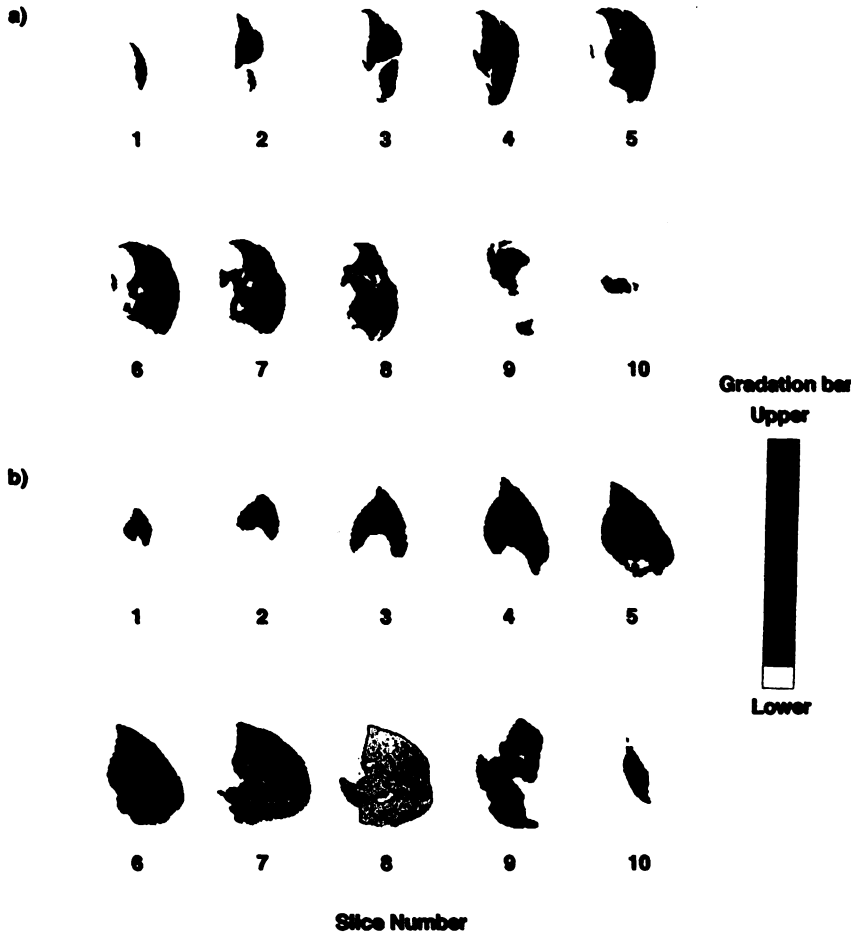 a)
1 2 3 4 5
6 7 8 9 10
Gradation bar
Upper
b)
1 2 3 4 5
Lower
6 7 8 9 10
Slice Number